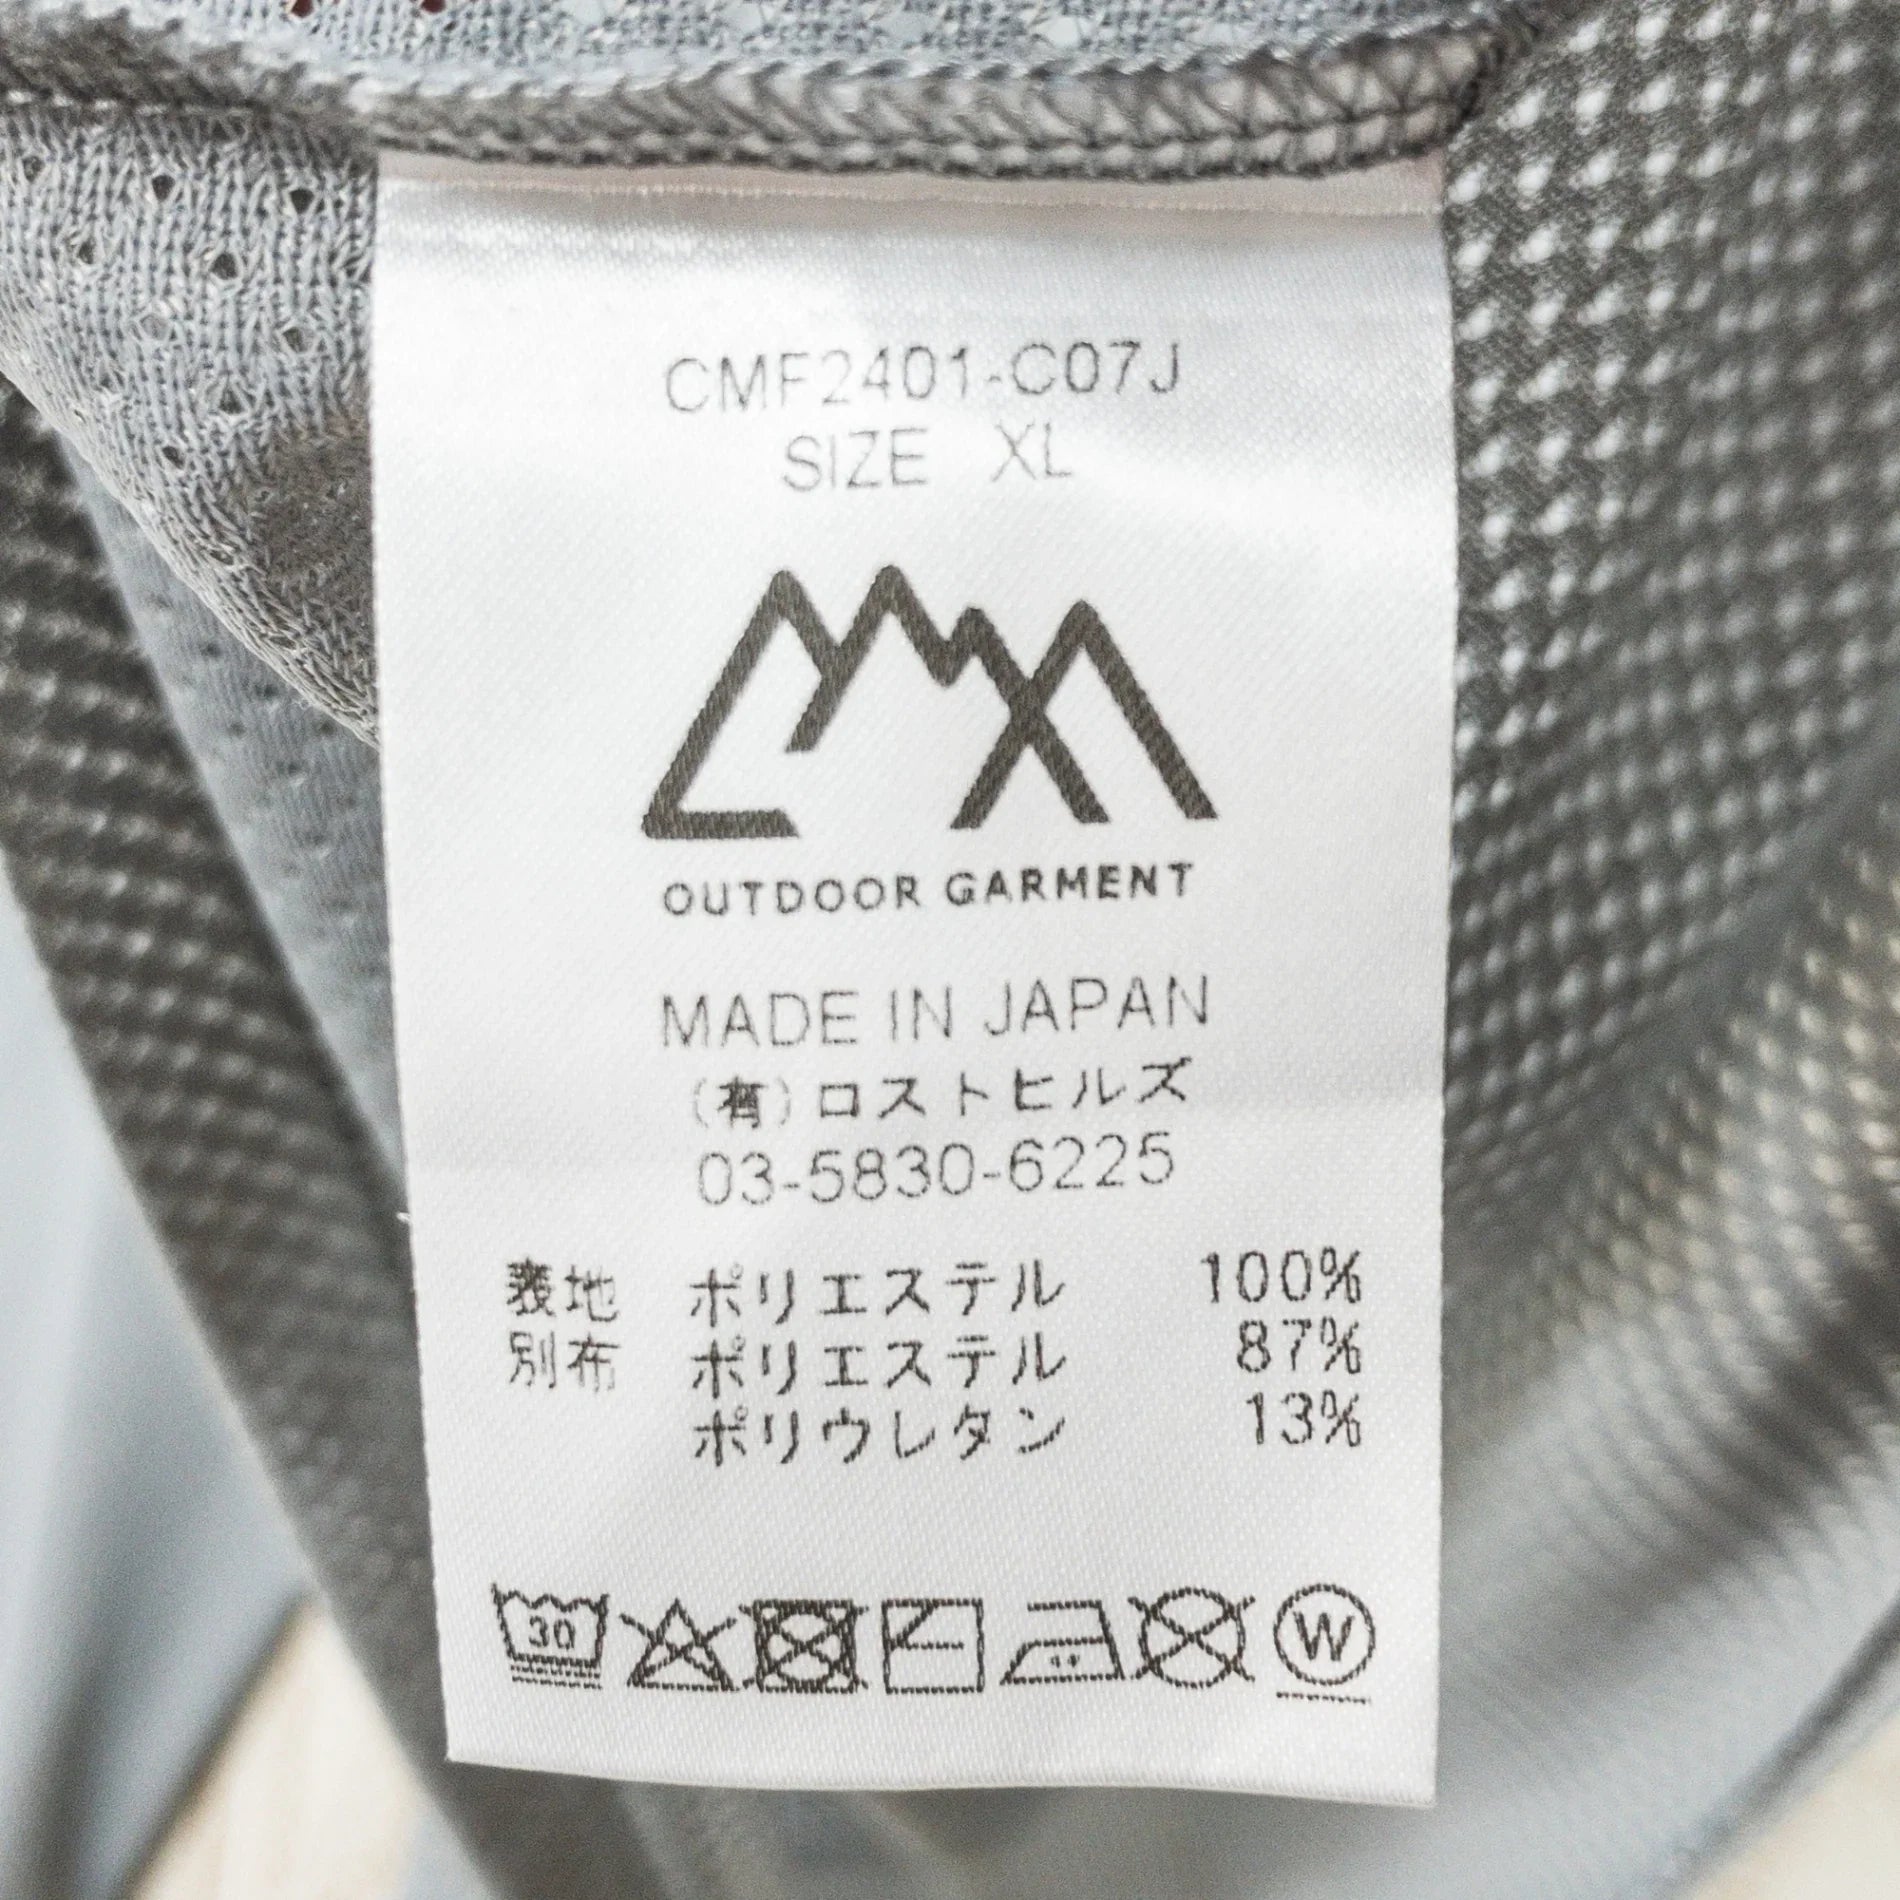 CMF2401-C07J
SIZE XL
OUTDOOR GARMENT
MADE IN JAPAN
(有)ロストヒルズ
03-5830-6225
表地 ポリエステル 100%
別布 ポリエステル 87%
ポリウレタン 13%
30 W